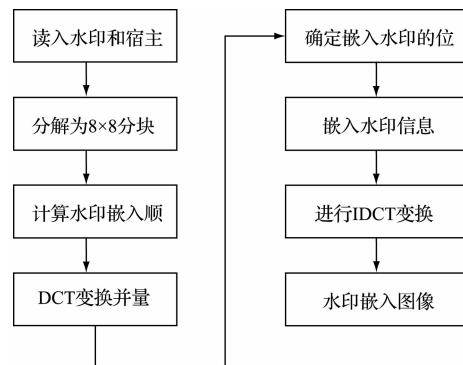 读入水印和宿主
分解为8×8分块
计算水印嵌入顺
DCT变换并量
确定嵌入水印的位
嵌入水印信息
进行IDCT变换
水印嵌入图像